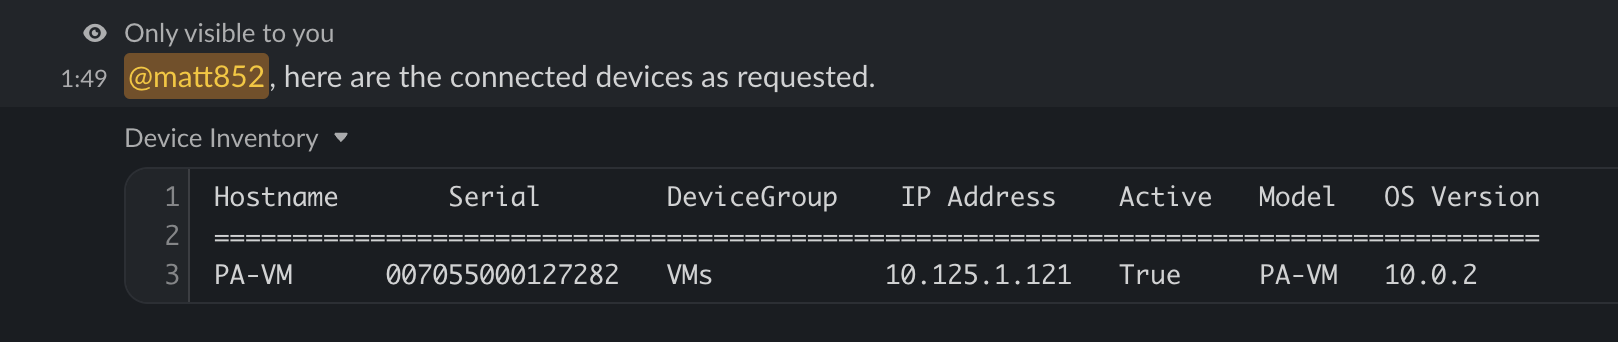 Only visible to you
1:49 @matt852, here are the connected devices as requested.
Device Inventory
1 Hostname Serial DeviceGroup IP Address Active Model OS Version
2 =====================================================================================
3 PA-VM 007055000127282 VMs 10.125.1.121 True PA-VM 10.0.2